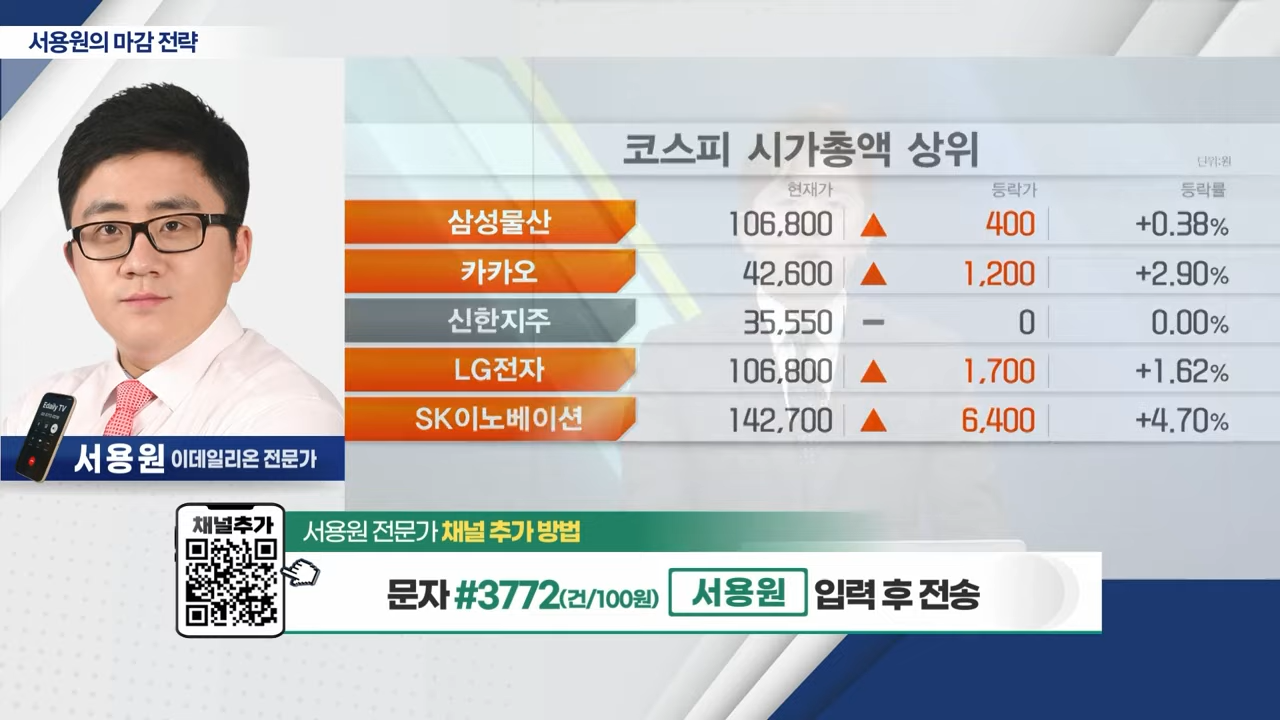 서용원의 마감 전략
코스피 시가총액 상위
단위:원
현재가 등락가 등락률
삼성물산 106,800 ▲ 400 +0.38%
카카오 42,600 ▲ 1,200 +2.90%
신한지주 35,550 − 0 0.00%
LG전자 106,800 ▲ 1,700 +1.62%
SK이노베이션 142,700 ▲ 6,400 +4.70%
Edaily TV
서용원 이데일리온 전문가
채널추가
서용원 전문가 채널 추가 방법
문자 #3772(건/100원) 서용원 입력 후 전송